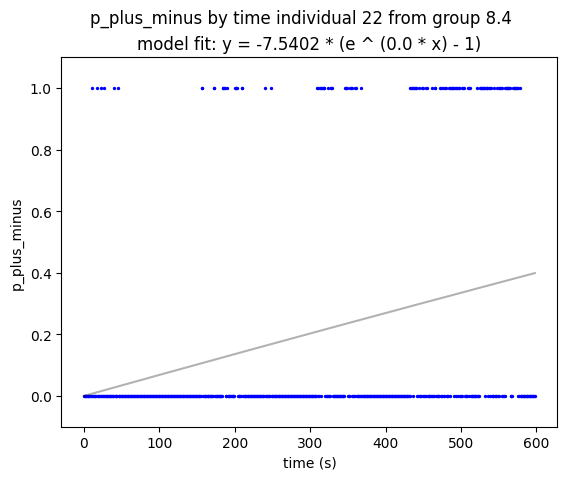 p_plus_minus by time individual 22 from group 8.4
model fit: y = -7.5402 * (e ^ (0.0 * x) - 1)
p_plus_minus
1.0
0.8
0.6
0.4
0.2
0.0
0 100 200 300 400 500 600
time (s)